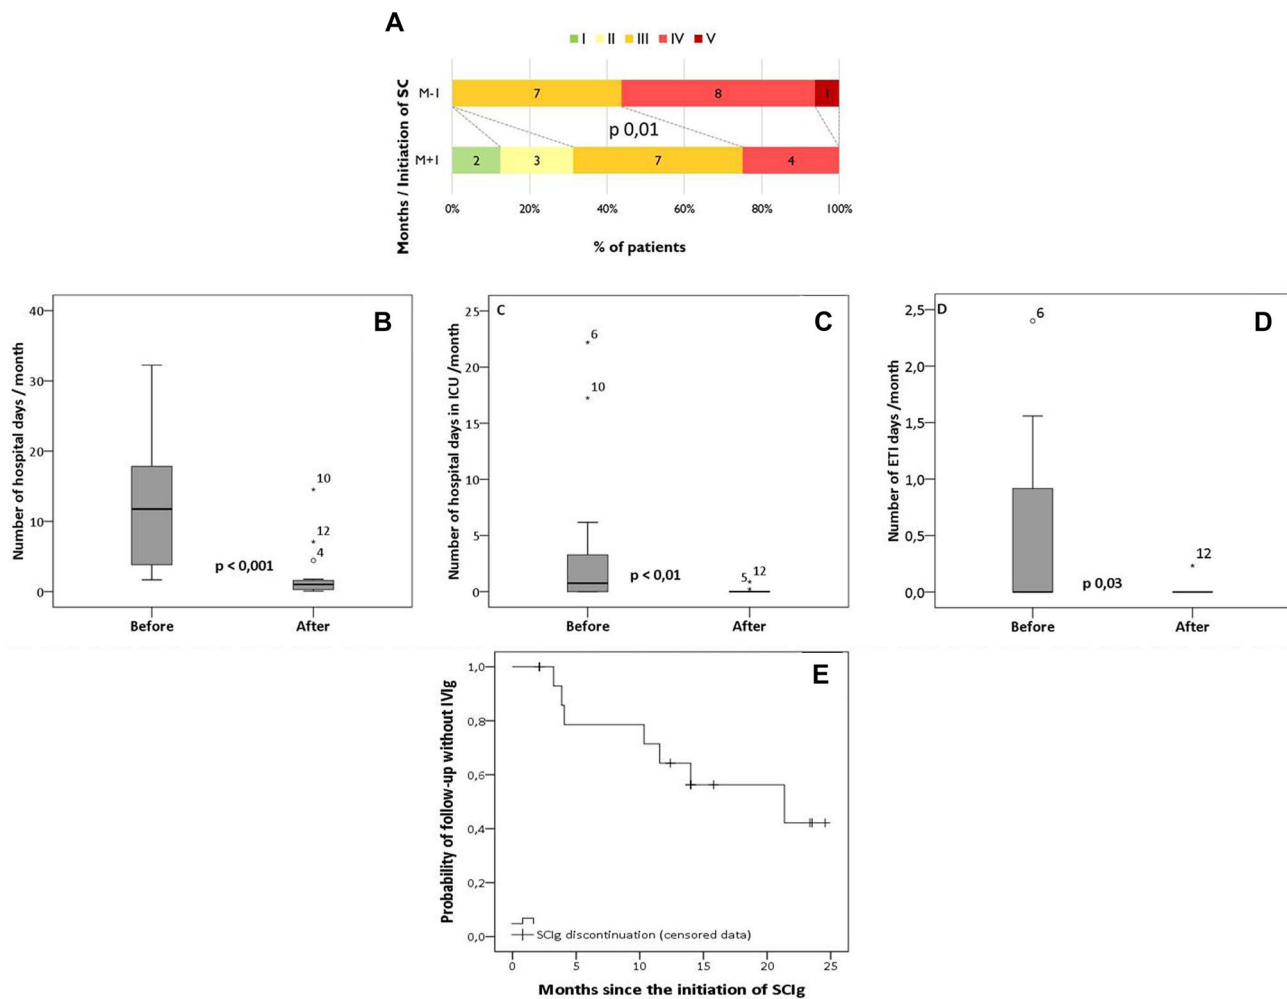 A
I II III IV V
Months / Initiation of SC
M-1
7 8 1
p 0,01
M+1
2 3 7 4
0% 20% 40% 60% 80% 100%
% of patients
B
Number of hospital days / month
40
30
20
10
0
10
12
4
p < 0,001
Before After
C
C
Number of hospital days in ICU /month
25
20
15
10
5
0
6
10
5 12
p < 0,01
Before After
D
D
Number of ETI days /month
2,5
2,0
1,5
1,0
0,5
0,0
6
12
p 0,03
Before After
E
Probability of follow-up without IVIg
1,0
0,8
0,6
0,4
0,2
0,0
SCIg discontinuation (censored data)
0 5 10 15 20 25
Months since the initiation of SCIg